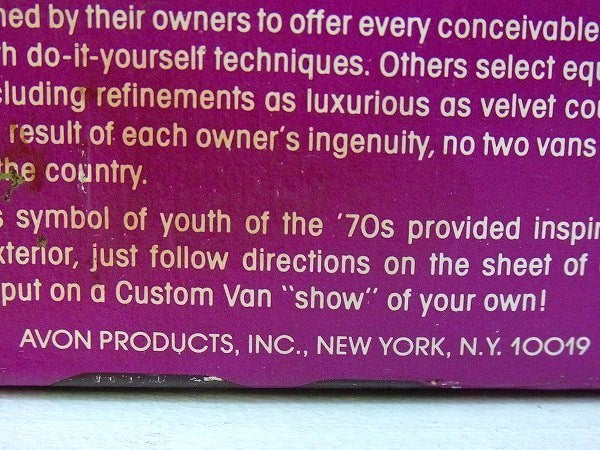 ned by their owners to offer every conceivable
h do-it-yourself techniques. Others select equ
cluding refinements as luxurious as velvet cou
result of each owner's ingenuity, no two vans
the country.
s symbol of youth of the '70s provided inspir
xterior, just follow directions on the sheet of
put on a Custom Van "show" of your own!
AVON PRODUCTS, INC., NEW YORK, N.Y. 10019